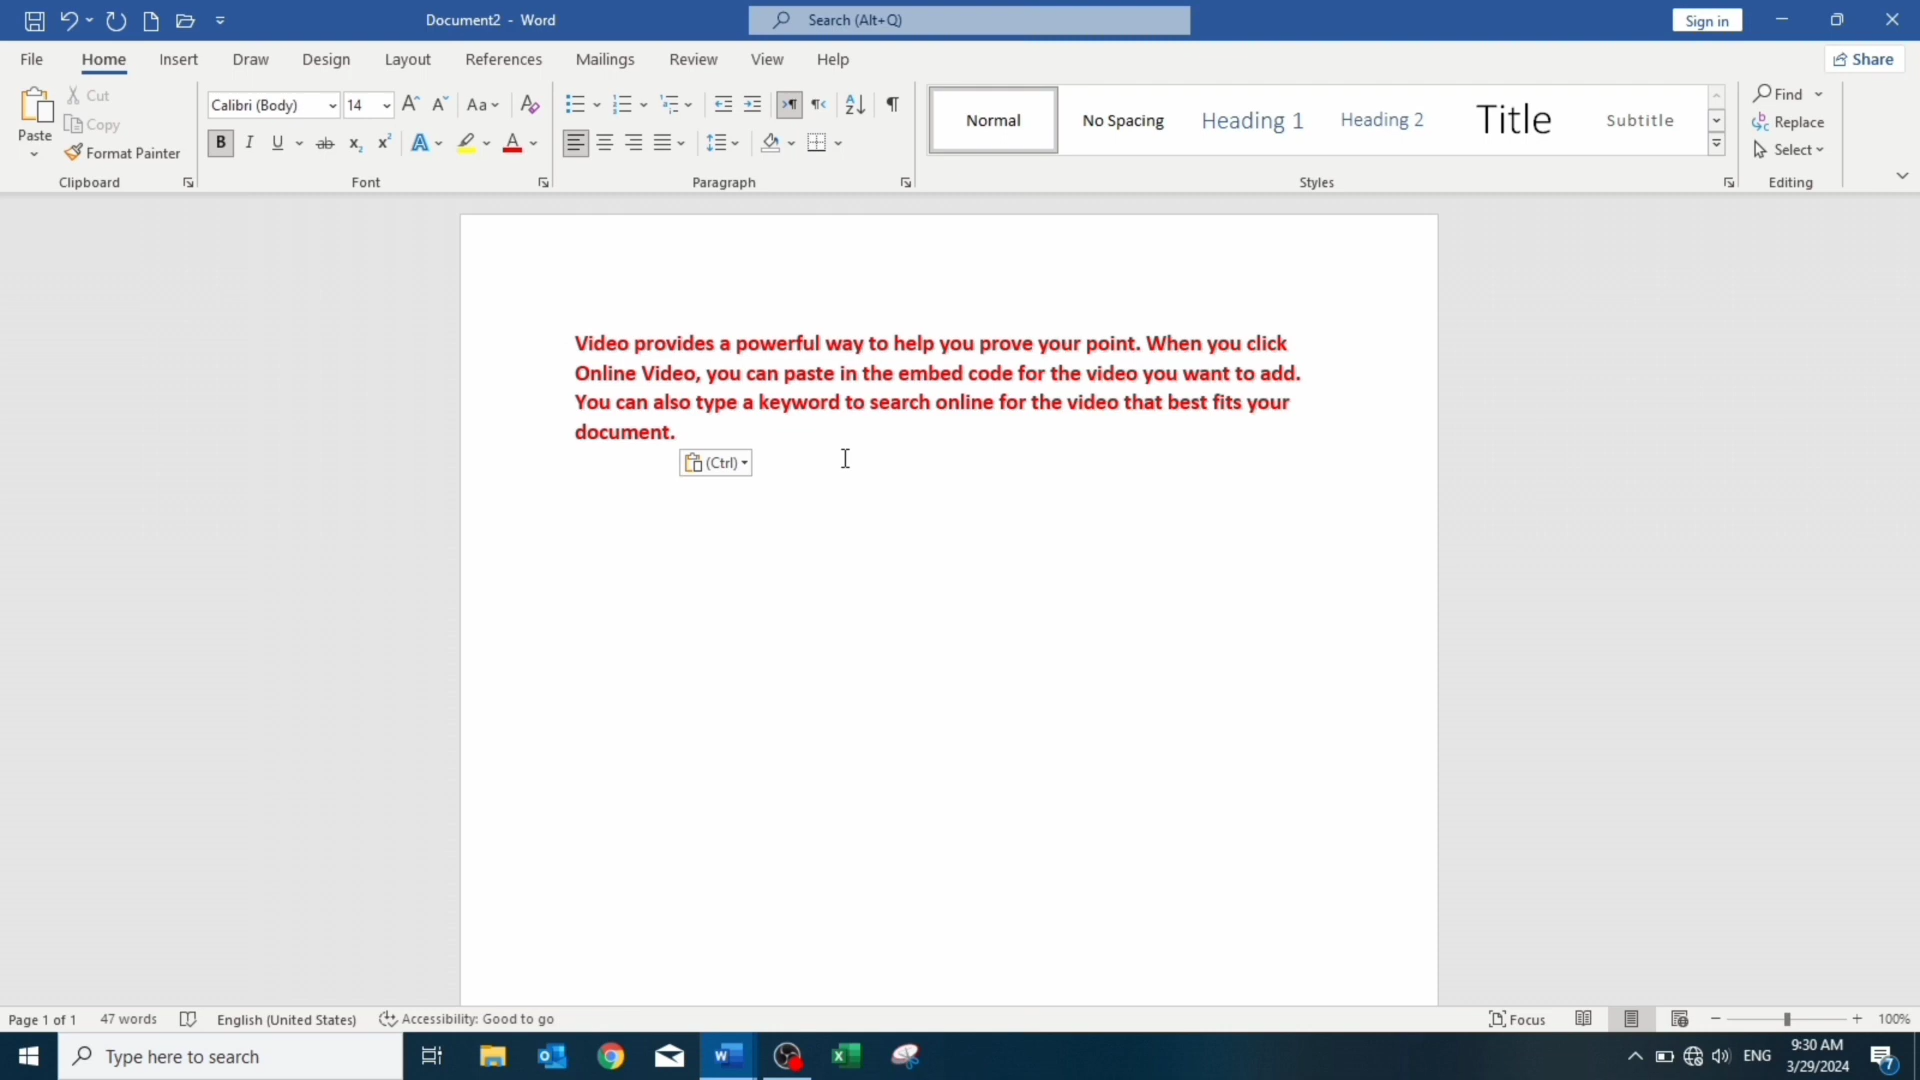 Document2 - Word
Search (Alt+Q)
Sign in
File Home Insert Draw Design Layout References Mailings Review View Help
Share
Paste
Cut
Copy
Format Painter
Clipboard
Calibri (Body) 14
Aa
B I U ab x₂ x²
A A
Font
Paragraph
Normal No Spacing Heading 1 Heading 2 Title Subtitle
Styles
Find
Replace
Select
Editing
Video provides a powerful way to help you prove your point. When you click
Online Video, you can paste in the embed code for the video you want to add.
You can also type a keyword to search online for the video that best fits your
document.
(Ctrl)
Page 1 of 1 47 words English (United States) Accessibility: Good to go
Focus 100%
Type here to search
ENG
9:30 AM
3/29/2024
7